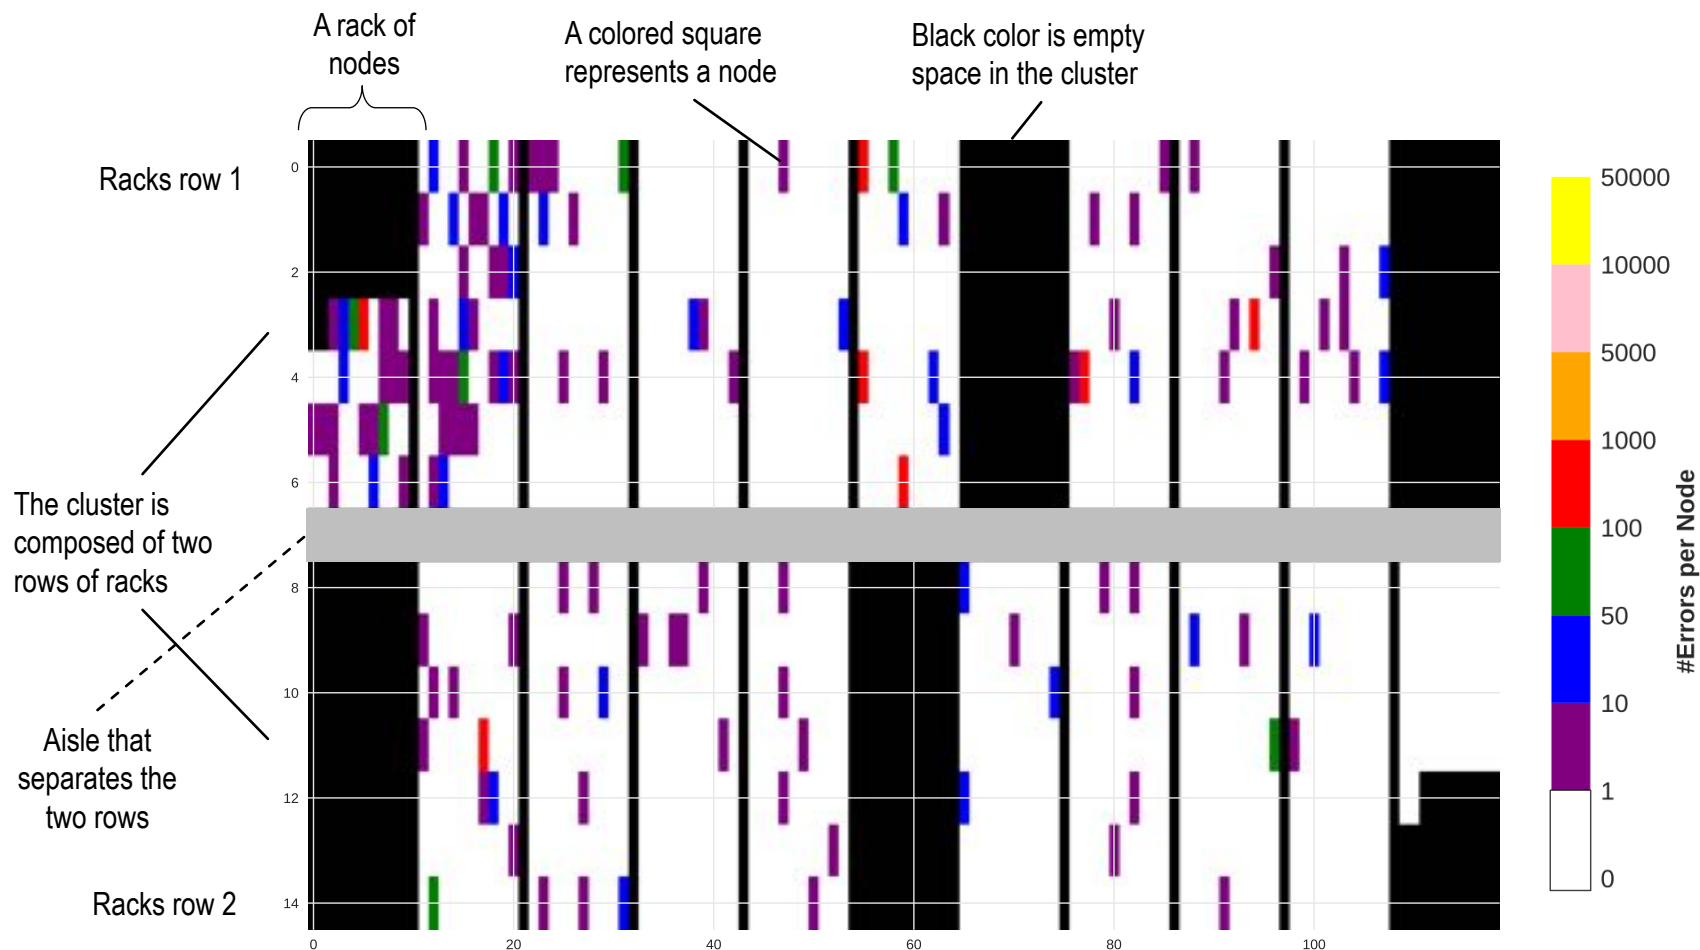 A rack of
nodes
A colored square
represents a node
Black color is empty
space in the cluster
Racks row 1
The cluster is
composed of two
rows of racks
Aisle that
separates the
two rows
Racks row 2
0
2
4
6
8
10
12
14
0
20
40
60
80
100
50000
10000
5000
1000
100
50
10
1
0
#Errors per Node